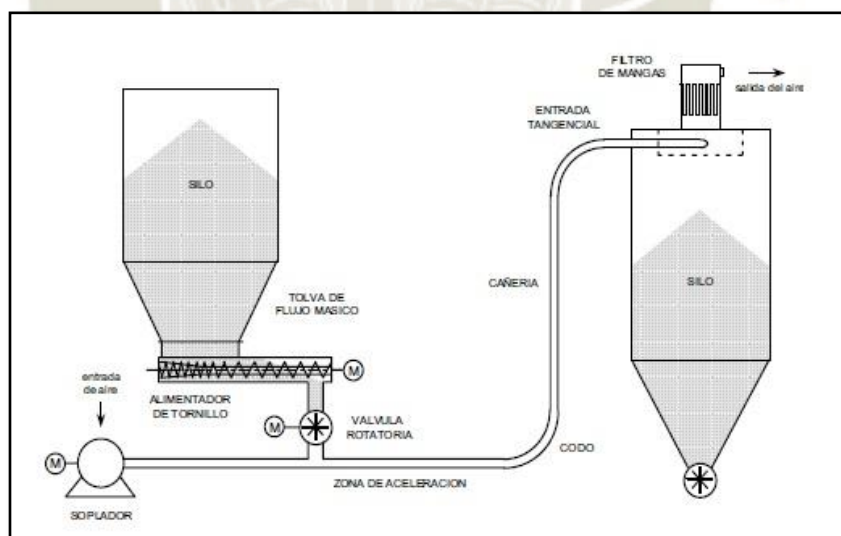 FILTRO
DE MANGAS
salida del aire
ENTRADA
TANGENCIAL
SILO
TOLVA DE
FLUJO MASICO
CAÑERIA
SILO
entrada
de aire
M
ALIMENTADOR
DE TORNILLO
M
VALVULA
ROTATORIA
M
CODO
ZONA DE ACELERACION
SOPLADOR